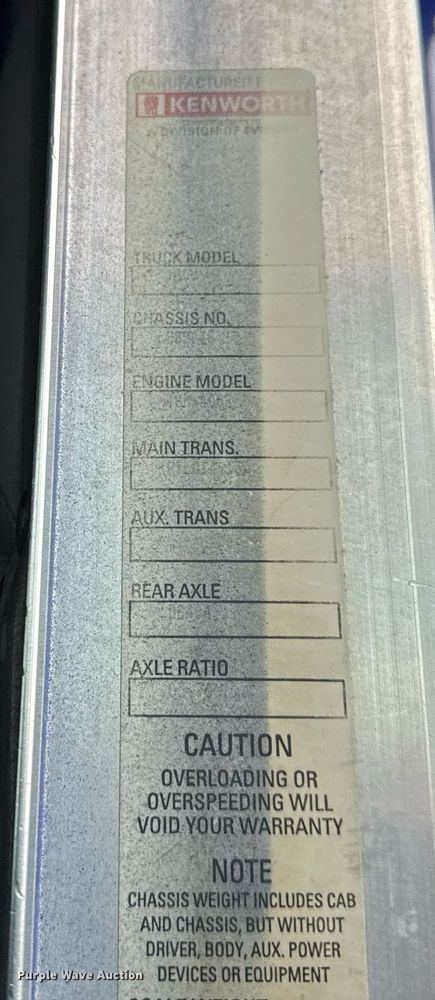 MANUFACTURED
KENWORTH
A DIVISION OF
TRUCK MODEL
CHASSIS NO.
ENGINE MODEL
MAIN TRANS.
AUX. TRANS
REAR AXLE
AXLE RATIO
CAUTION
OVERLOADING OR
OVERSPEEDING WILL
VOID YOUR WARRANTY
NOTE
CHASSIS WEIGHT INCLUDES CAB
AND CHASSIS, BUT WITHOUT
DRIVER, BODY, AUX. POWER
DEVICES OR EQUIPMENT
Purple Wave Auction